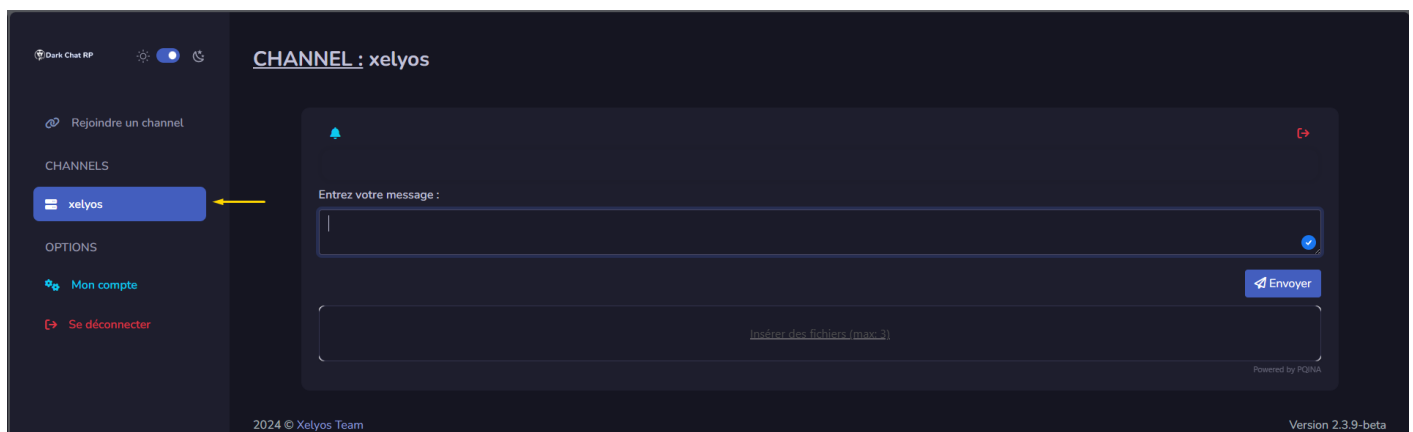 Dark Chat RP
Rejoindre un channel
CHANNELS
xelyos
OPTIONS
Mon compte
Se déconnecter
CHANNEL : xelyos
Entrez votre message :
Envoyer
Insérer des fichiers (max: 3)
Powered by PQINA
2024 © Xelyos Team
Version 2.3.9-beta